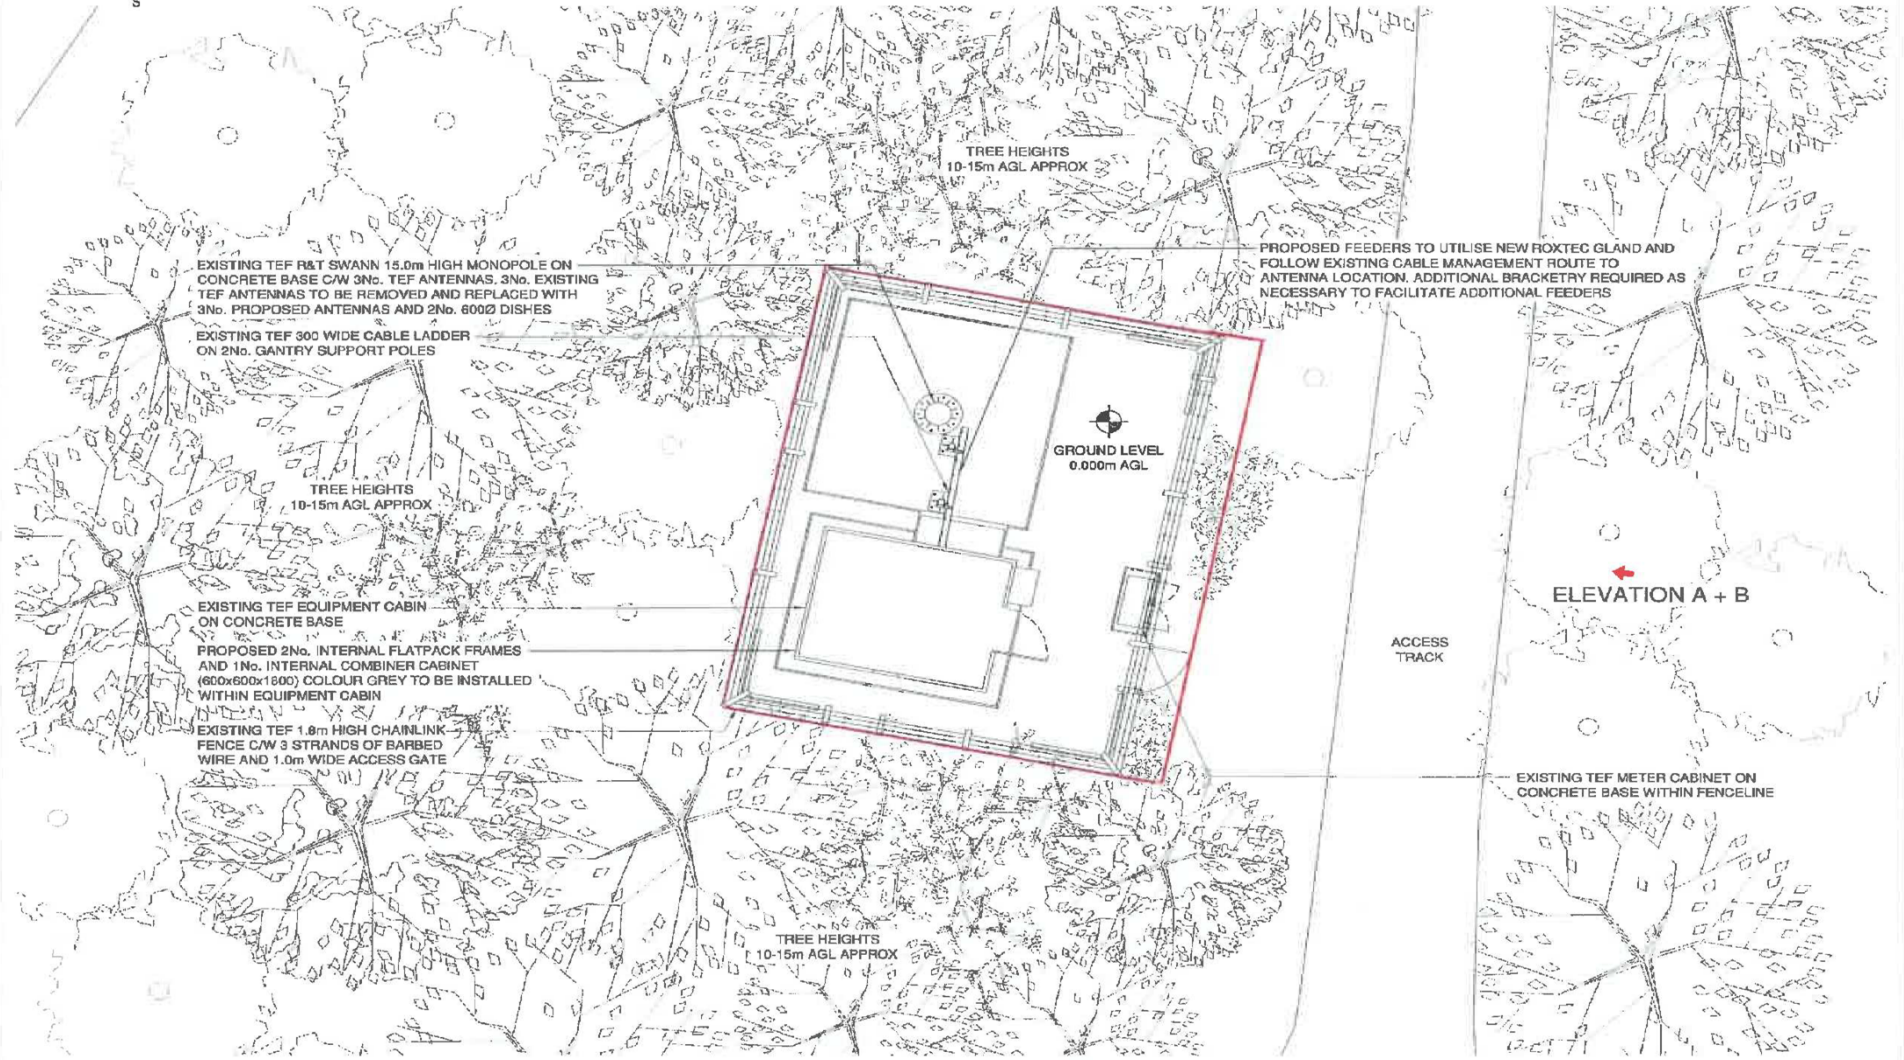 S
TREE HEIGHTS
10-15m AGL APPROX
EXISTING TEF R&T SWANN 15.0m HIGH MONOPOLE ON
CONCRETE BASE C/W 3No. TEF ANTENNAS. 3No. EXISTING
TEF ANTENNAS TO BE REMOVED AND REPLACED WITH
3No. PROPOSED ANTENNAS AND 2No. 600Ø DISHES
EXISTING TEF 300 WIDE CABLE LADDER
ON 2No. GANTRY SUPPORT POLES
PROPOSED FEEDERS TO UTILISE NEW ROXTEC GLAND AND
FOLLOW EXISTING CABLE MANAGEMENT ROUTE TO
ANTENNA LOCATION. ADDITIONAL BRACKETRY REQUIRED AS
NECESSARY TO FACILITATE ADDITIONAL FEEDERS
GROUND LEVEL
0.000m AGL
TREE HEIGHTS
10-15m AGL APPROX
EXISTING TEF EQUIPMENT CABIN
ON CONCRETE BASE
PROPOSED 2No. INTERNAL FLATPACK FRAMES
AND 1No. INTERNAL COMBINER CABINET
(600x600x1800) COLOUR GREY TO BE INSTALLED
WITHIN EQUIPMENT CABIN
EXISTING TEF 1.8m HIGH CHAINLINK
FENCE C/W 3 STRANDS OF BARBED
WIRE AND 1.0m WIDE ACCESS GATE
ELEVATION A + B
ACCESS
TRACK
EXISTING TEF METER CABINET ON
CONCRETE BASE WITHIN FENCELINE
TREE HEIGHTS
10-15m AGL APPROX